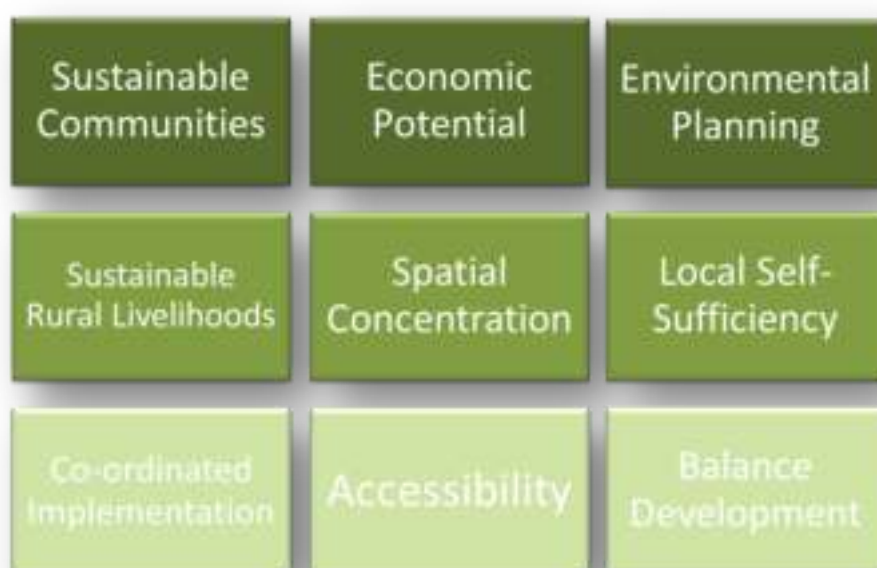 Sustainable
Communities
Economic
Potential
Environmental
Planning
Sustainable
Rural Livelihoods
Spatial
Concentration
Local Self-
Sufficiency
Co-ordinated
Implementation
Accessibility
Balance
Development